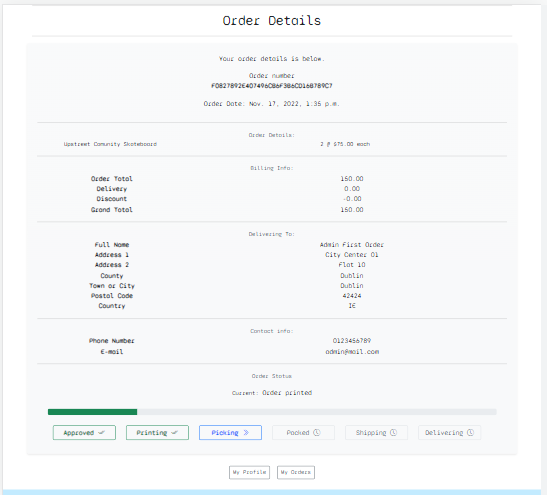 Order Details
Your order details is below.
Order number
F0827892E407496C86F3B6CD16B789C7
Order Date: Nov. 17, 2022, 1:36 p.m.
Order Details:
Upstreet Comunity Skateboard 2 @ $75.00 each
Billing Info:
Order Total 150.00
Delivery 0.00
Discount -0.00
Grand Total 150.00
Delivering To:
Full Name Admin First Order
Address 1 City Center 01
Address 2 Flat 10
County Dublin
Town or City Dublin
Postal Code 42424
Country IE
Contact info:
Phone Number 0123456789
E-mail admin@mail.com
Order Status
Current: Order printed
Approved Printing Picking Packed Shipping Delivering
My Profile My Orders